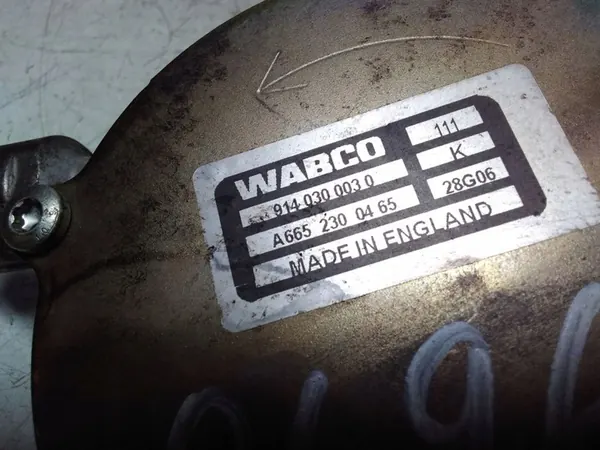 WABCO
111
914 030 003 0
K
A665 230 04 65
28G06
MADE IN ENGLAND